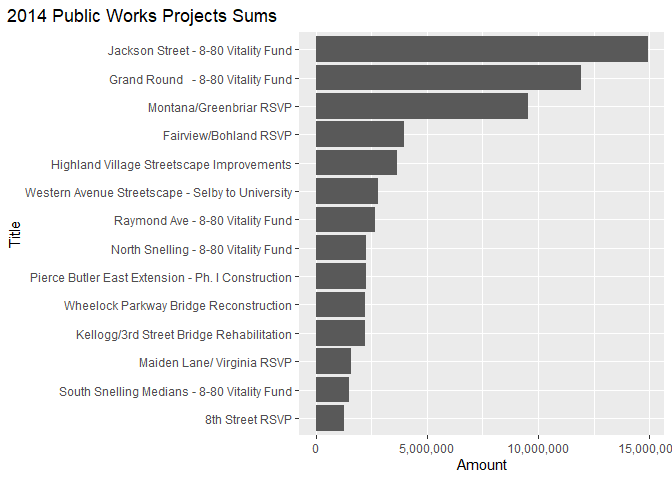 2014 Public Works Projects Sums
Title
Jackson Street - 8-80 Vitality Fund
Grand Round  - 8-80 Vitality Fund
Montana/Greenbriar RSVP
Fairview/Bohland RSVP
Highland Village Streetscape Improvements
Western Avenue Streetscape - Selby to University
Raymond Ave - 8-80 Vitality Fund
North Snelling - 8-80 Vitality Fund
Pierce Butler East Extension - Ph. I Construction
Wheelock Parkway Bridge Reconstruction
Kellogg/3rd Street Bridge Rehabilitation
Maiden Lane/ Virginia RSVP
South Snelling Medians - 8-80 Vitality Fund
8th Street RSVP
0 5,000,000 10,000,000 15,000,00
Amount